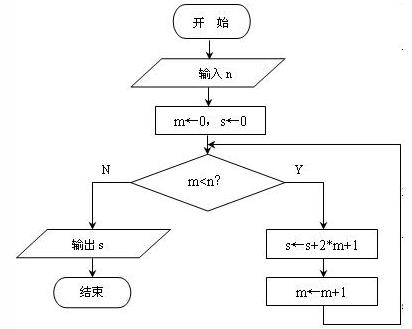 开 始
输入 n
m←0, s←0
m<n?
N
Y
输出 s
s←s+2*m+1
结束
m←m+1